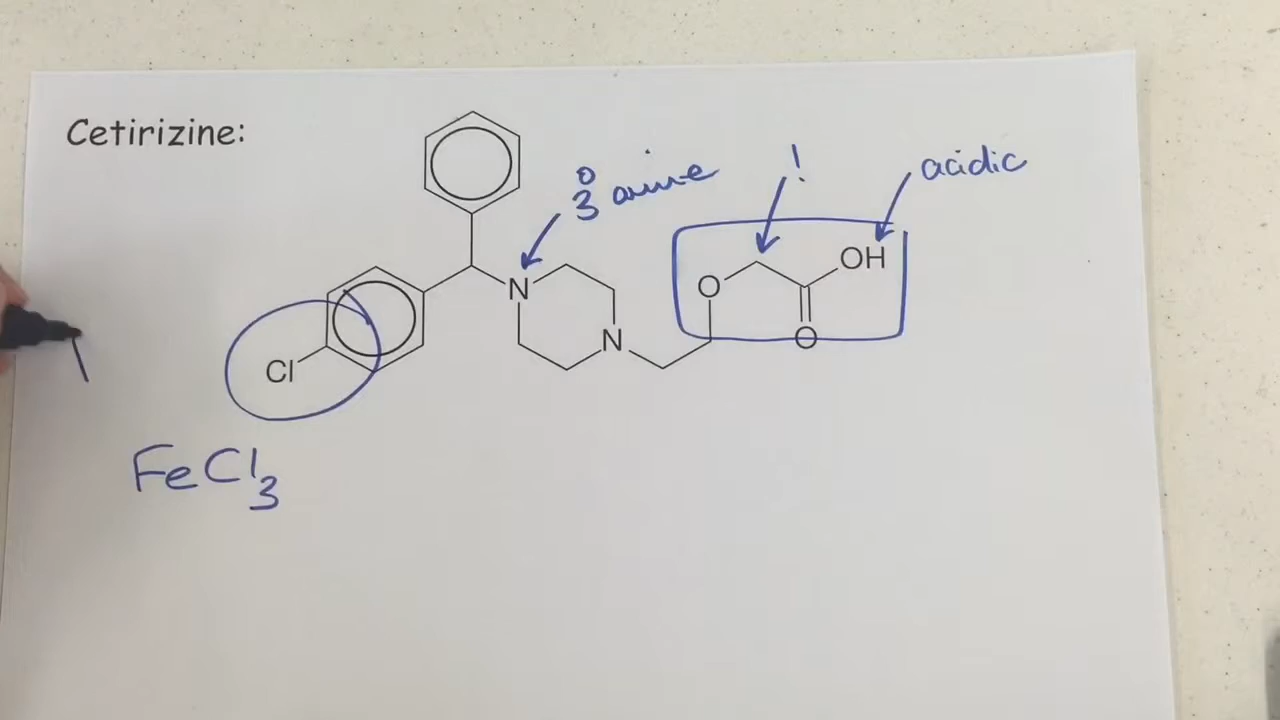 Cetirizine:
3° amine
!
acidic
O
OH
N
O
N
Cl
FeCl3